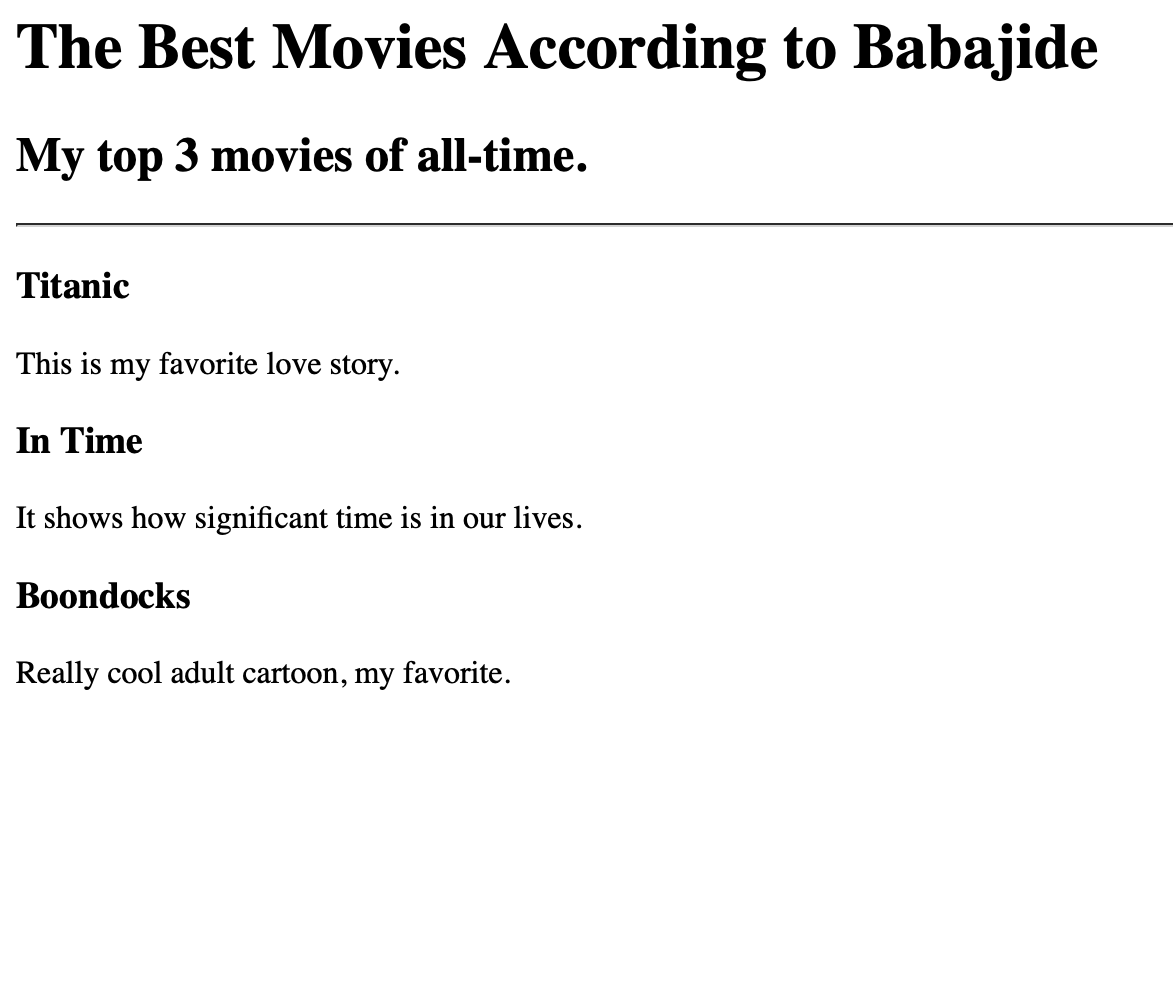 The Best Movies According to Babajide
My top 3 movies of all-time.
Titanic
This is my favorite love story.
In Time
It shows how significant time is in our lives.
Boondocks
Really cool adult cartoon, my favorite.